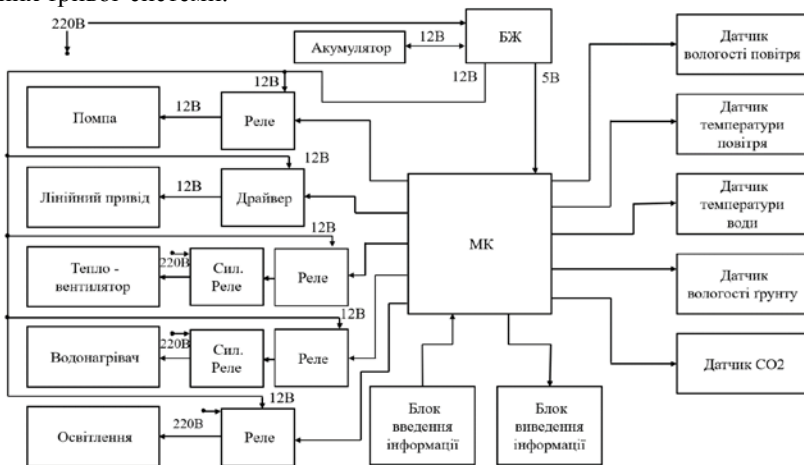 220В
Акумулятор
12В
БЖ
12В
5В
Датчик
вологості повітря
Помпа
12В
12В
Реле
Датчик
температури
повітря
Лінійний привід
12В
12В
Драйвер
МК
Датчик
температури
води
Тепло -
вентилятор
220В
Сил.
Реле
12В
Реле
Датчик
вологості ґрунту
Водонагрівач
220В
Сил.
Реле
12В
Реле
Датчик СО2
Освітлення
220В
12В
Реле
Блок
введення
інформації
Блок
виведення
інформації